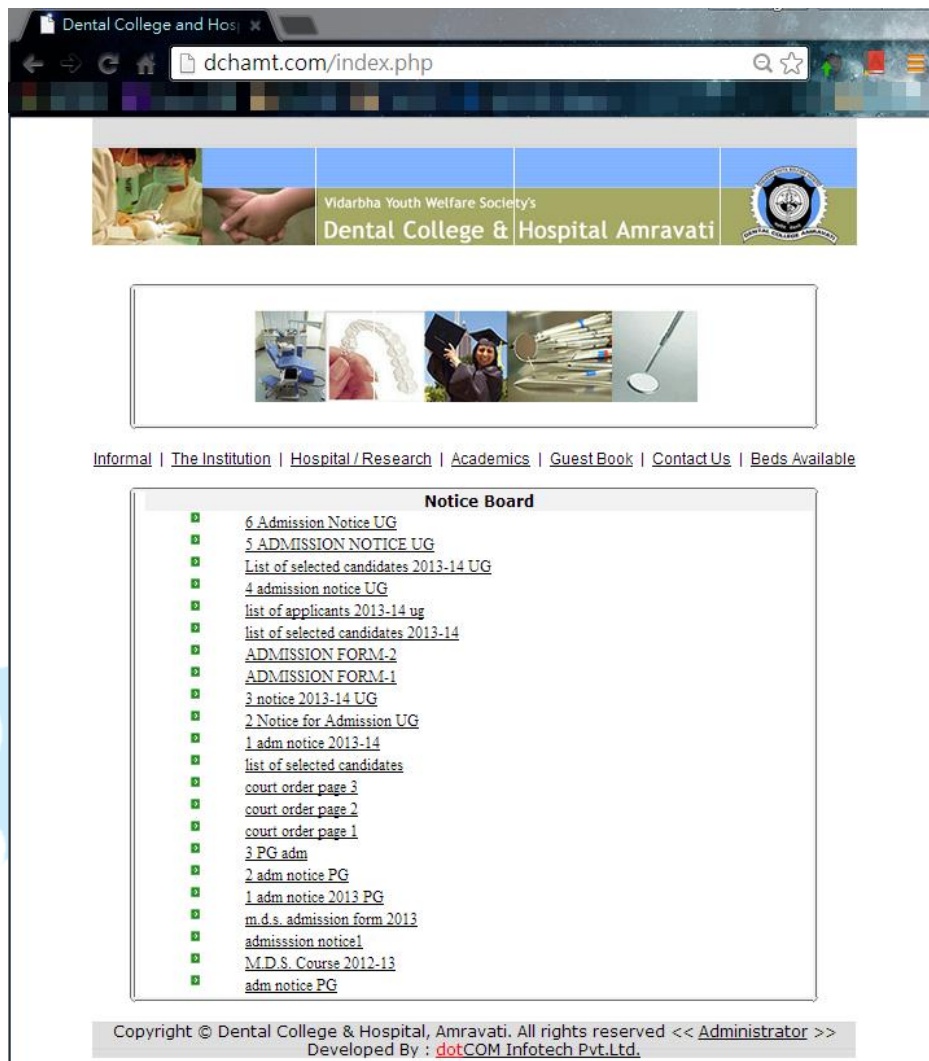 Dental College and Hos
dchamt.com/index.php
Vidarbha Youth Welfare Society's
Dental College & Hospital Amravati
DENTAL COLLEGE AMRAVATI
Informal | The Institution | Hospital / Research | Academics | Guest Book | Contact Us | Beds Available
Notice Board
6 Admission Notice UG
5 ADMISSION NOTICE UG
List of selected candidates 2013-14 UG
4 admission notice UG
list of applicants 2013-14 ug
list of selected candidates 2013-14
ADMISSION FORM-2
ADMISSION FORM-1
3 notice 2013-14 UG
2 Notice for Admission UG
1 adm notice 2013-14
list of selected candidates
court order page 3
court order page 2
court order page 1
3 PG adm
2 adm notice PG
1 adm notice 2013 PG
m.d.s. admission form 2013
admisssion notice1
M.D.S. Course 2012-13
adm notice PG
Copyright © Dental College & Hospital, Amravati. All rights reserved << Administrator >>
Developed By : dotCOM Infotech Pvt.Ltd.